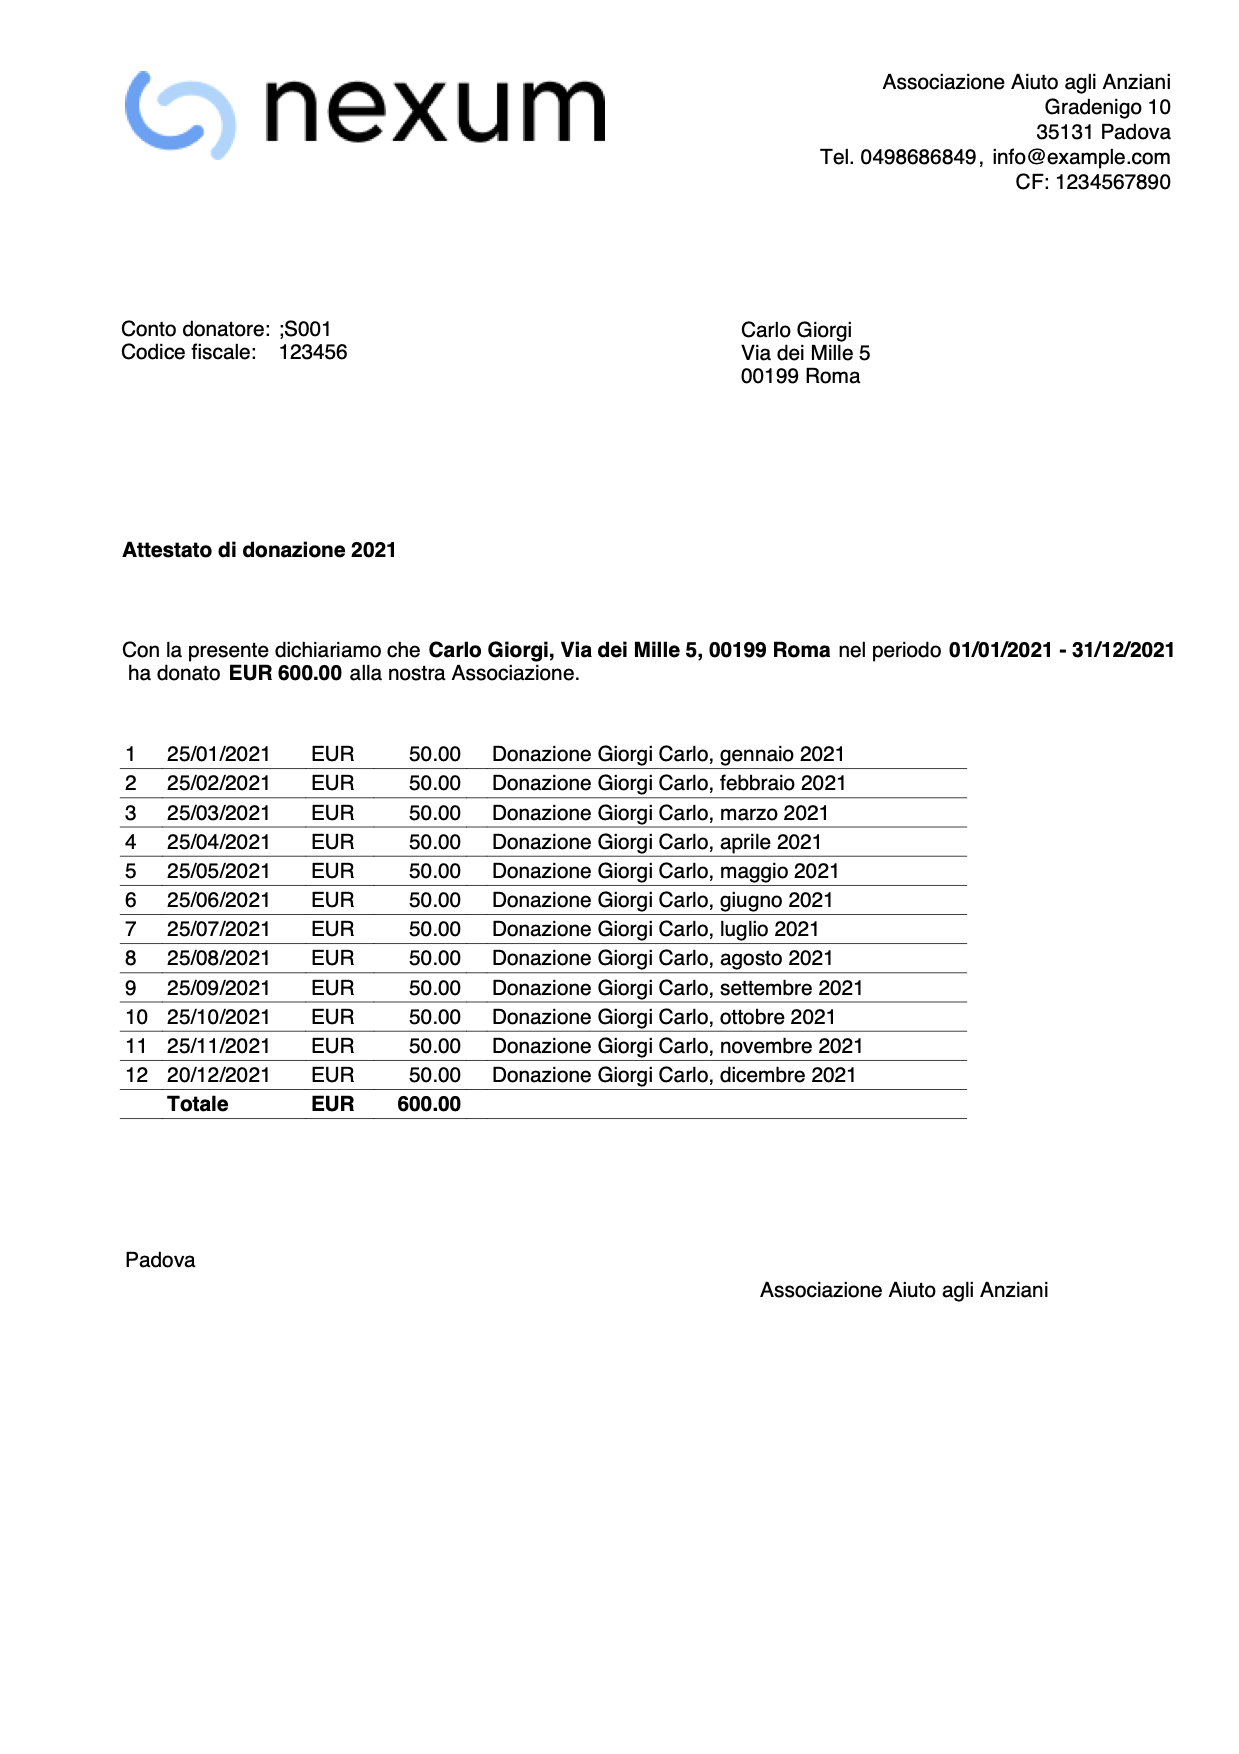 nexum
Associazione Aiuto agli Anziani
Gradenigo 10
35131 Padova
Tel. 0498686849, info@example.com
CF: 1234567890
Conto donatore: ;S001
Codice fiscale: 123456
Carlo Giorgi
Via dei Mille 5
00199 Roma
Attestato di donazione 2021
Con la presente dichiariamo che Carlo Giorgi, Via dei Mille 5, 00199 Roma nel periodo 01/01/2021 - 31/12/2021
ha donato EUR 600.00 alla nostra Associazione.
1 25/01/2021 EUR 50.00 Donazione Giorgi Carlo, gennaio 2021
2 25/02/2021 EUR 50.00 Donazione Giorgi Carlo, febbraio 2021
3 25/03/2021 EUR 50.00 Donazione Giorgi Carlo, marzo 2021
4 25/04/2021 EUR 50.00 Donazione Giorgi Carlo, aprile 2021
5 25/05/2021 EUR 50.00 Donazione Giorgi Carlo, maggio 2021
6 25/06/2021 EUR 50.00 Donazione Giorgi Carlo, giugno 2021
7 25/07/2021 EUR 50.00 Donazione Giorgi Carlo, luglio 2021
8 25/08/2021 EUR 50.00 Donazione Giorgi Carlo, agosto 2021
9 25/09/2021 EUR 50.00 Donazione Giorgi Carlo, settembre 2021
10 25/10/2021 EUR 50.00 Donazione Giorgi Carlo, ottobre 2021
11 25/11/2021 EUR 50.00 Donazione Giorgi Carlo, novembre 2021
12 20/12/2021 EUR 50.00 Donazione Giorgi Carlo, dicembre 2021
Totale EUR 600.00
Padova
Associazione Aiuto agli Anziani